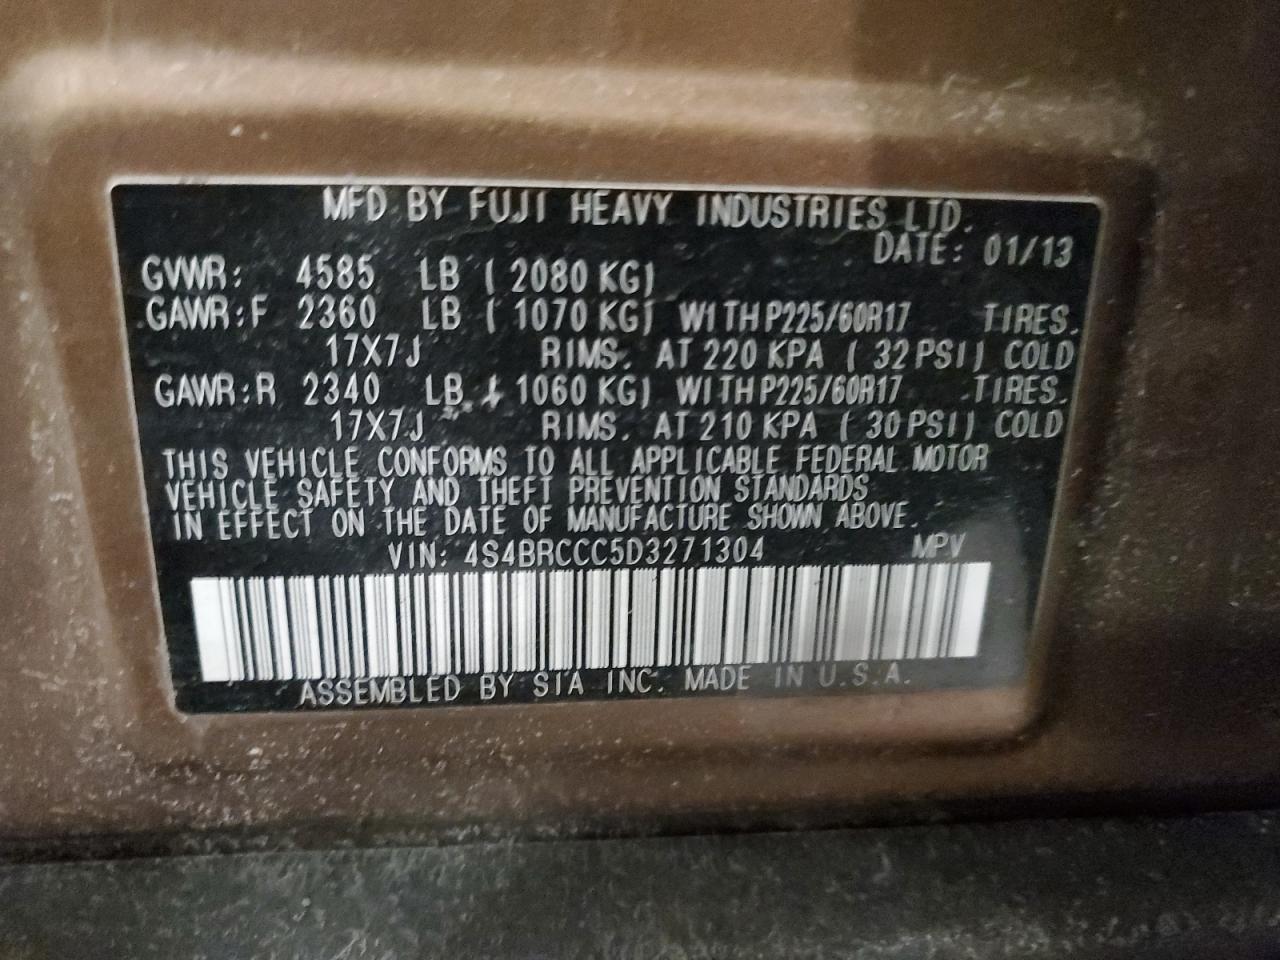 MFD BY FUJI HEAVY INDUSTRIES LTD.
DATE: 01/13
GVWR: 4585 LB ( 2080 KG)
GAWR:F 2360 LB ( 1070 KG) WITH P225/60R17 TIRES.
17X7J RIMS. AT 220 KPA ( 32 PSI) COLD
GAWR:R 2340 LB ( 1060 KG) WITH P225/60R17 TIRES.
17X7J RIMS. AT 210 KPA ( 30 PSI) COLD
THIS VEHICLE CONFORMS TO ALL APPLICABLE FEDERAL MOTOR
VEHICLE SAFETY AND THEFT PREVENTION STANDARDS
IN EFFECT ON THE DATE OF MANUFACTURE SHOWN ABOVE.
VIN: 4S4BRCCC5D3271304 MPV
ASSEMBLED BY SIA INC. MADE IN U.S.A.